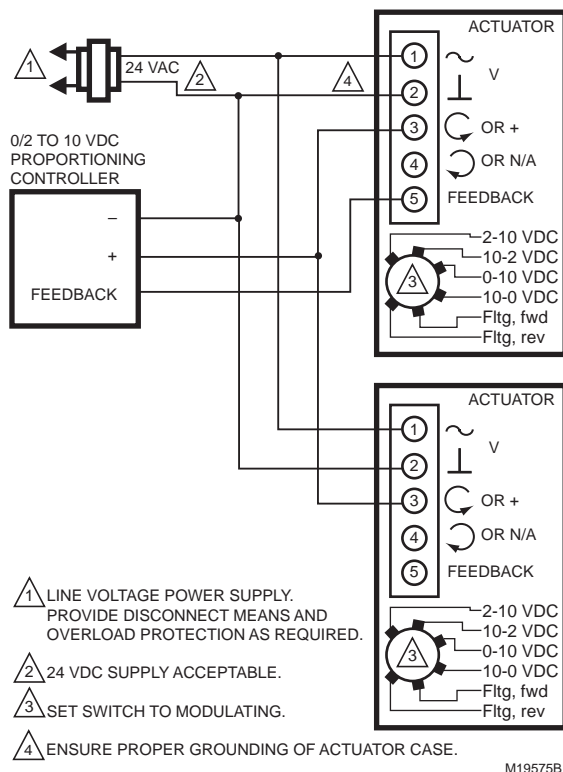 ACTUATOR
1
24 VAC
2
4
1
V
2
3
OR +
4
OR N/A
5
FEEDBACK
0/2 TO 10 VDC
PROPORTIONING
CONTROLLER
–
+
FEEDBACK
2-10 VDC
10-2 VDC
0-10 VDC
10-0 VDC
Fltg, fwd
Fltg, rev
3
ACTUATOR
1
V
2
3
OR +
4
OR N/A
5
FEEDBACK
2-10 VDC
10-2 VDC
0-10 VDC
10-0 VDC
Fltg, fwd
Fltg, rev
3
1 LINE VOLTAGE POWER SUPPLY.
PROVIDE DISCONNECT MEANS AND
OVERLOAD PROTECTION AS REQUIRED.
2 24 VDC SUPPLY ACCEPTABLE.
3 SET SWITCH TO MODULATING.
4 ENSURE PROPER GROUNDING OF ACTUATOR CASE.
M19575B